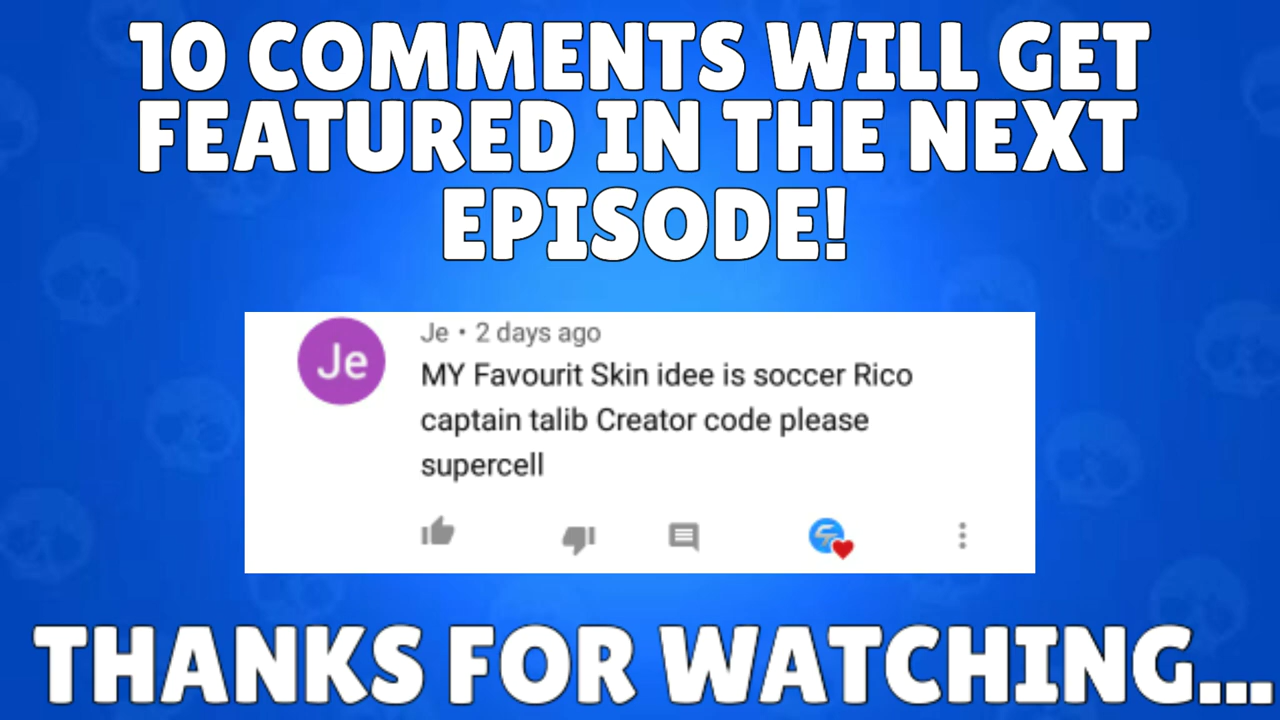 10 COMMENTS WILL GET
FEATURED IN THE NEXT
EPISODE!
Je
Je • 2 days ago
MY Favourit Skin idee is soccer Rico
captain talib Creator code please
supercell
THANKS FOR WATCHING...